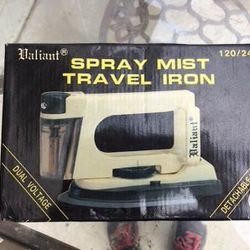 Valiant®
120/24
SPRAY MIST
TRAVEL IRON
Valiant®
DUAL VOLTAGE
DETACHABLE